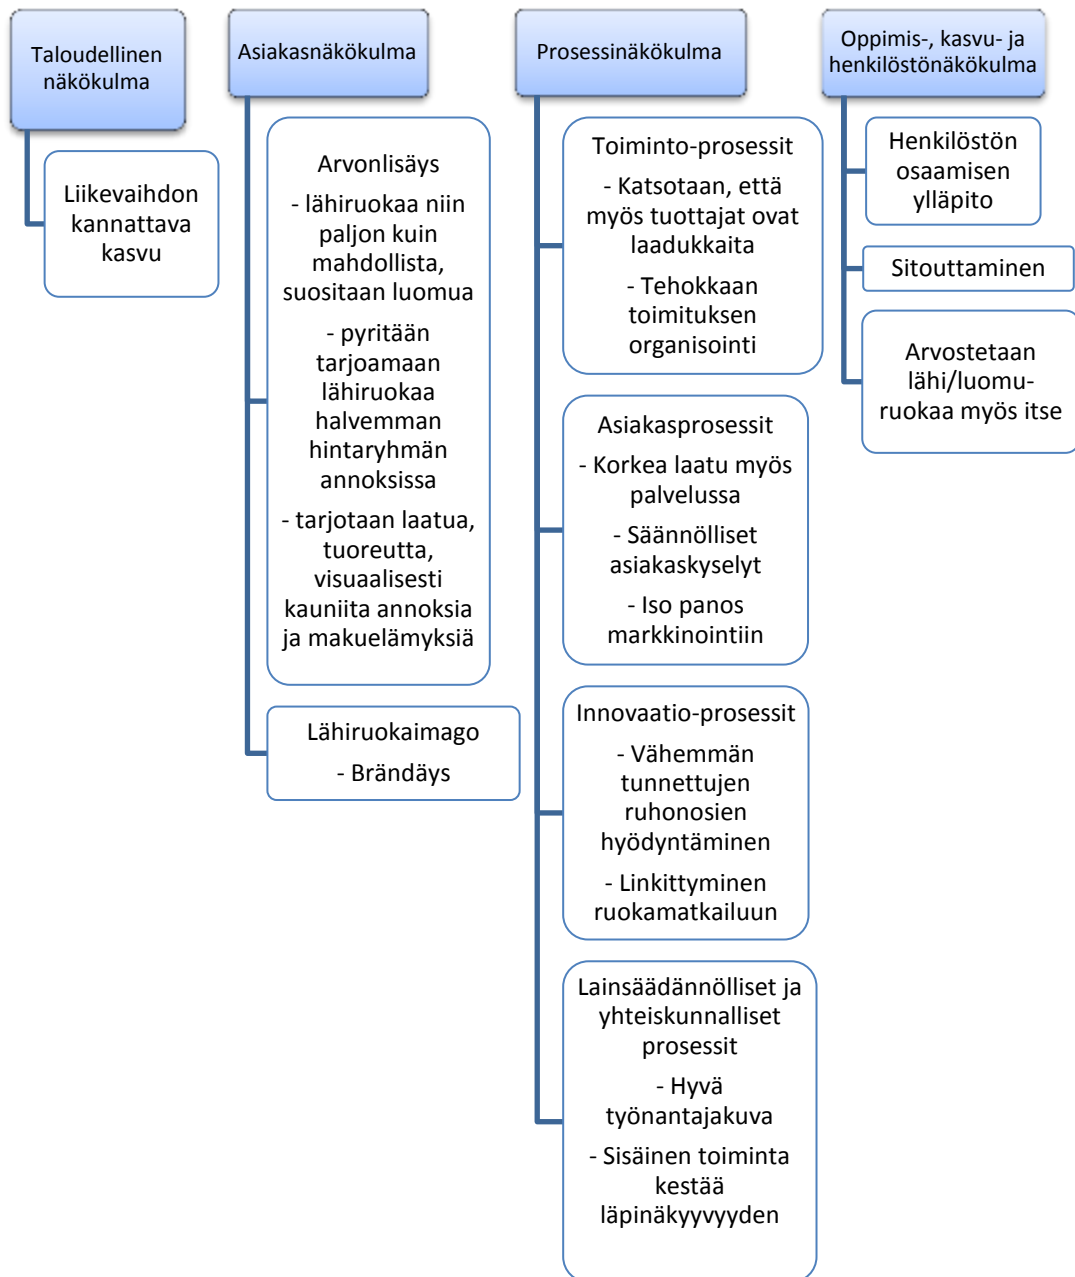 Taloudellinen
näkökulma
Liikevaihdon
kannattava
kasvu
Asiakasnäkökulma
Arvonlisäys
- lähiruokaa niin
paljon kuin
mahdollista,
suositaan luomua
- pyritään
tarjoamaan
lähiruokaa
halvemman
hintaryhmän
annoksissa
- tarjotaan laatua,
tuoreutta,
visuaalisesti
kauniita annoksia
ja makuelämyksiä
Lähiruokaimago
- Brändäys
Prosessinäkökulma
Toiminto-prosessit
- Katsotaan, että
myös tuottajat ovat
laadukkaita
- Tehokkaan
toimituksen
organisointi
Asiakasprosessit
- Korkea laatu myös
palvelussa
- Säännölliset
asiakaskyselyt
- Iso panos
markkinointiin
Innovaatio-prosessit
- Vähemmän
tunnettujen
ruhonosien
hyödyntäminen
- Linkittyminen
ruokamatkailuun
Lainsäädännölliset ja
yhteiskunnalliset
prosessit
- Hyvä
työnantajakuva
- Sisäinen toiminta
kestää
läpinäkyvyyden
Oppimis-, kasvu- ja
henkilöstönäkökulma
Henkilöstön
osaamisen
ylläpito
Sitouttaminen
Arvostetaan
lähi/luomu-
ruokaa myös itse